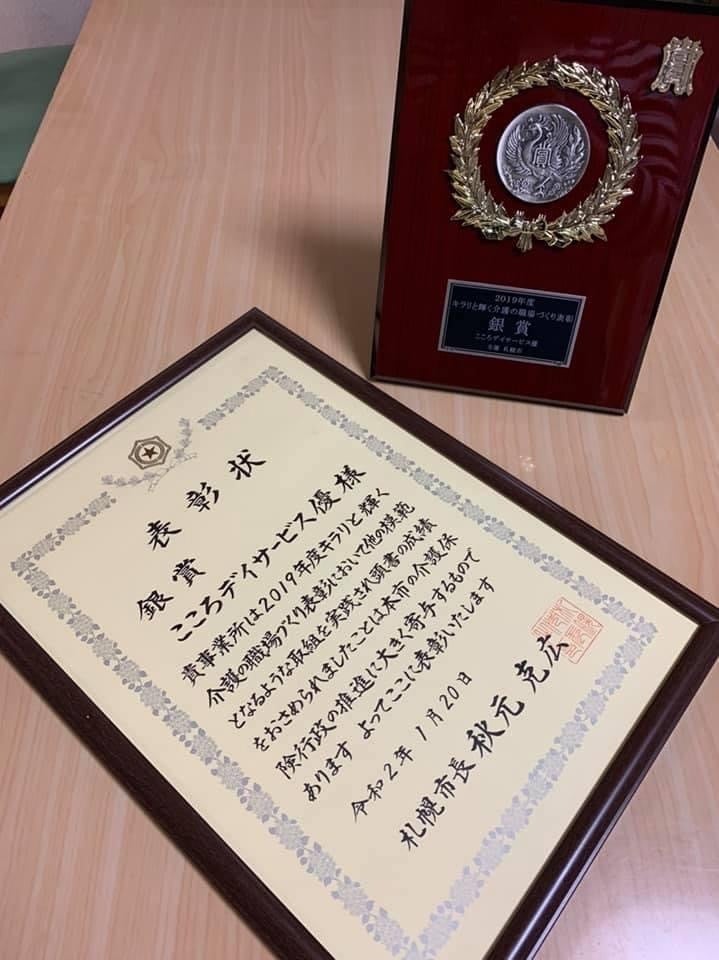 賞
賞
2019年度
キラリと輝く介護の職場づくり表彰
銀賞
こころデイサービス優
主催 札幌市
表彰状
銀賞
こころデイサービス優様
貴事業所は2019年度キラリと輝く
介護の職場づくり表彰において他の模範
となるような取組を実践され頭書の成績
をおさめられましたことは本市の介護保
険行政の推進に大きく寄与するもので
あります よってここに表彰いたします
令和2年1月20日
札幌市長 秋元克広